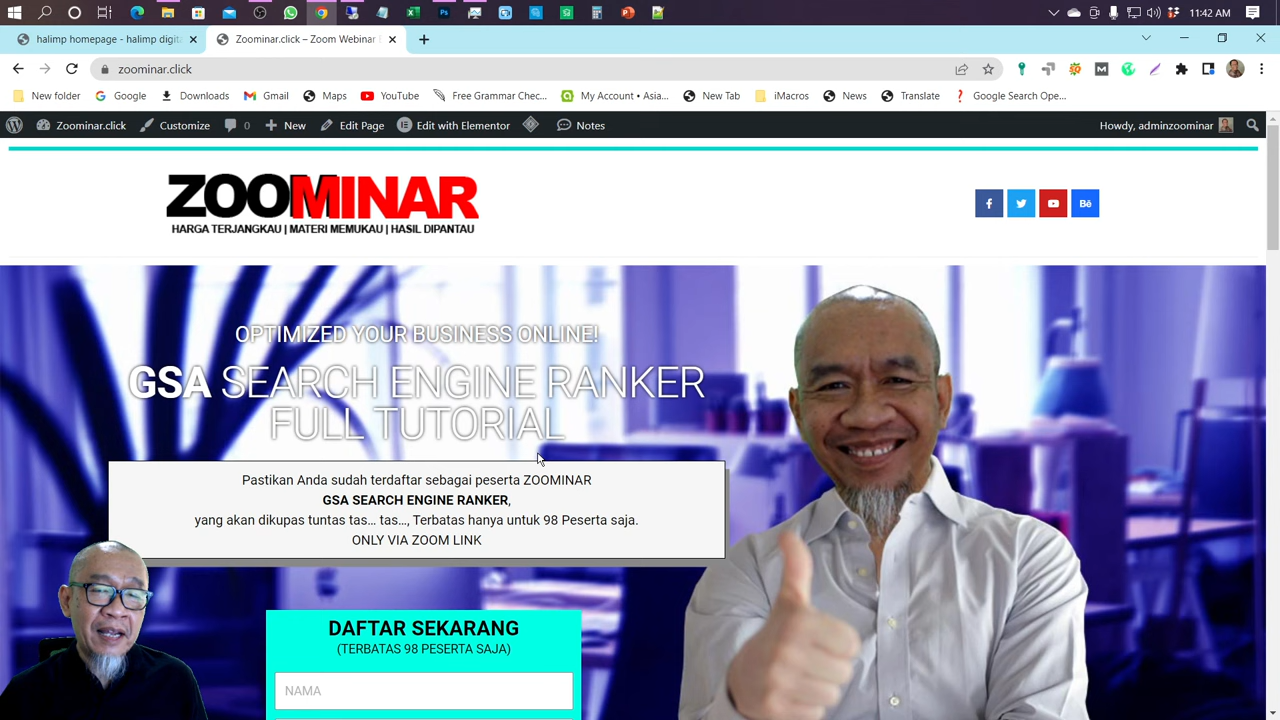 11:42 AM
halimp homepage - halimp digita
Zoominar.click – Zoom Webinar
zoominar.click
New folder
Google
Downloads
Gmail
Maps
YouTube
Free Grammar Chec...
My Account • Asia...
New Tab
iMacros
News
Translate
Google Search Ope...
Zoominar.click
Customize
0
New
Edit Page
Edit with Elementor
Notes
Howdy, adminzoominar
ZOOMINAR
HARGA TERJANGKAU | MATERI MEMUKAU | HASIL DIPANTAU
OPTIMIZED YOUR BUSINESS ONLINE!
GSA SEARCH ENGINE RANKER
FULL TUTORIAL
Pastikan Anda sudah terdaftar sebagai peserta ZOOMINAR
GSA SEARCH ENGINE RANKER,
yang akan dikupas tuntas tas... tas..., Terbatas hanya untuk 98 Peserta saja.
ONLY VIA ZOOM LINK
DAFTAR SEKARANG
(TERBATAS 98 PESERTA SAJA)
NAMA